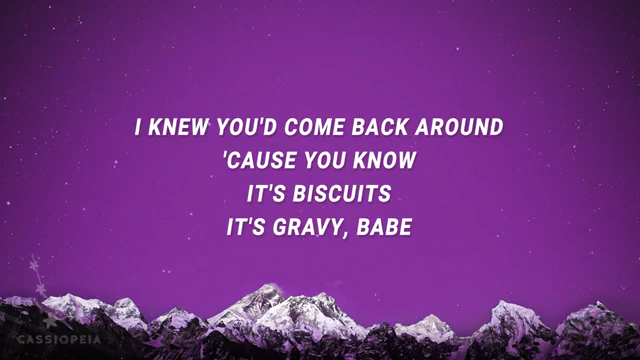 I KNEW YOU'D COME BACK AROUND
'CAUSE YOU KNOW
IT'S BISCUITS
IT'S GRAVY, BABE
CASSIOPEIA